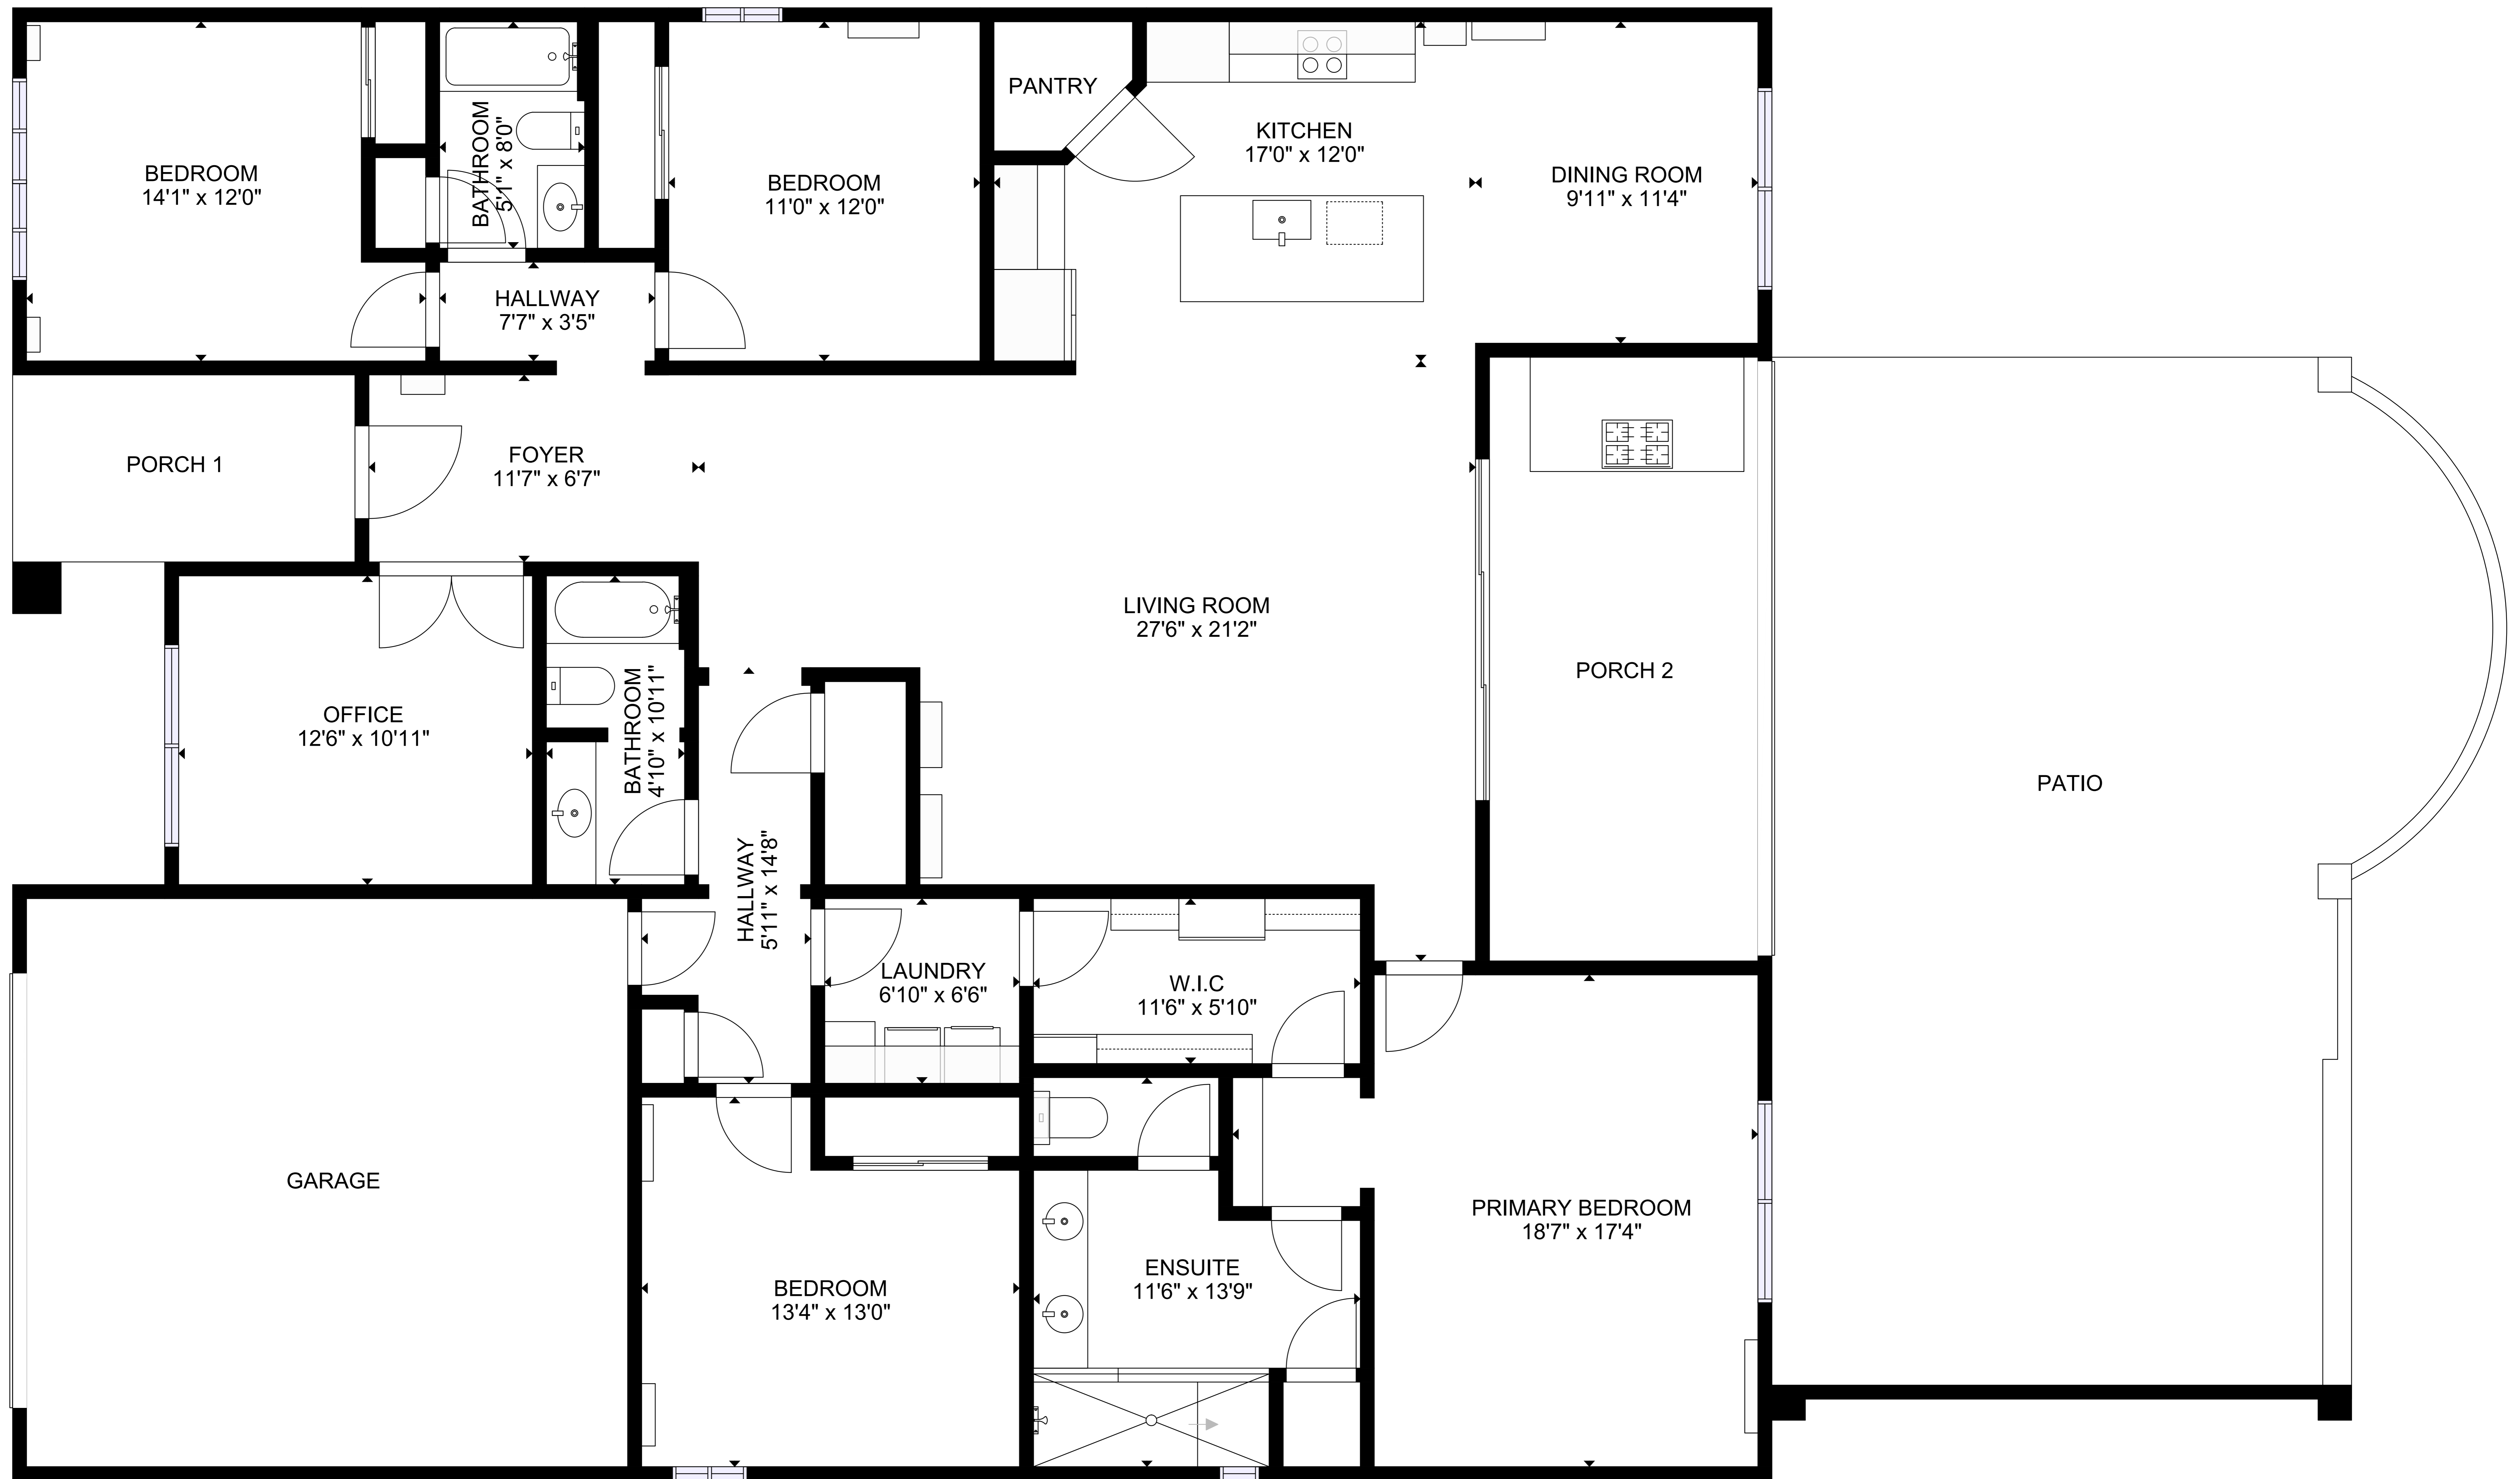 BEDROOM
14'1" x 12'0"
BATHROOM
5'1" x 8'0"
BEDROOM
11'0" x 12'0"
PANTRY
KITCHEN
17'0" x 12'0"
DINING ROOM
9'11" x 11'4"
HALLWAY
7'7" x 3'5"
PORCH 1
FOYER
11'7" x 6'7"
LIVING ROOM
27'6" x 21'2"
PORCH 2
PATIO
OFFICE
12'6" x 10'11"
BATHROOM
4'10" x 10'11"
HALLWAY
5'11" x 14'8"
LAUNDRY
6'10" x 6'6"
W.I.C
11'6" x 5'10"
GARAGE
BEDROOM
13'4" x 13'0"
ENSUITE
11'6" x 13'9"
PRIMARY BEDROOM
18'7" x 17'4"